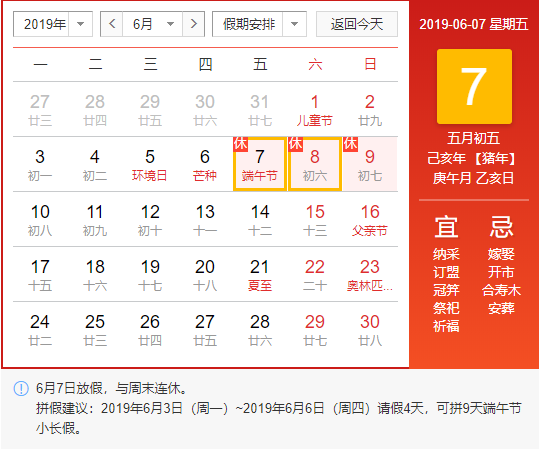 2019年 6月 假期安排 返回今天
一 二 三 四 五 六 日
27 28 29 30 31 1 2
廿三 廿四 廿五 廿六 廿七 儿童节 廿九
休 休 休
3 4 5 6 7 8 9
初一 初二 环境日 芒种 端午节 初六 初七
10 11 12 13 14 15 16
初八 初九 初十 十一 十二 十三 父亲节
17 18 19 20 21 22 23
十五 十六 十七 十八 夏至 二十 奥林匹...
24 25 26 27 28 29 30
廿二 廿三 廿四 廿五 廿六 廿七 廿八
2019-06-07 星期五
7
五月初五
己亥年【猪年】
庚午月 乙亥日
宜 忌
纳采 嫁娶
订盟 开市
冠笄 合寿木
祭祀 安葬
祈福
6月7日放假，与周末连休。
拼假建议：2019年6月3日（周一）~2019年6月6日（周四）请假4天，可拼9天端午节
小长假。